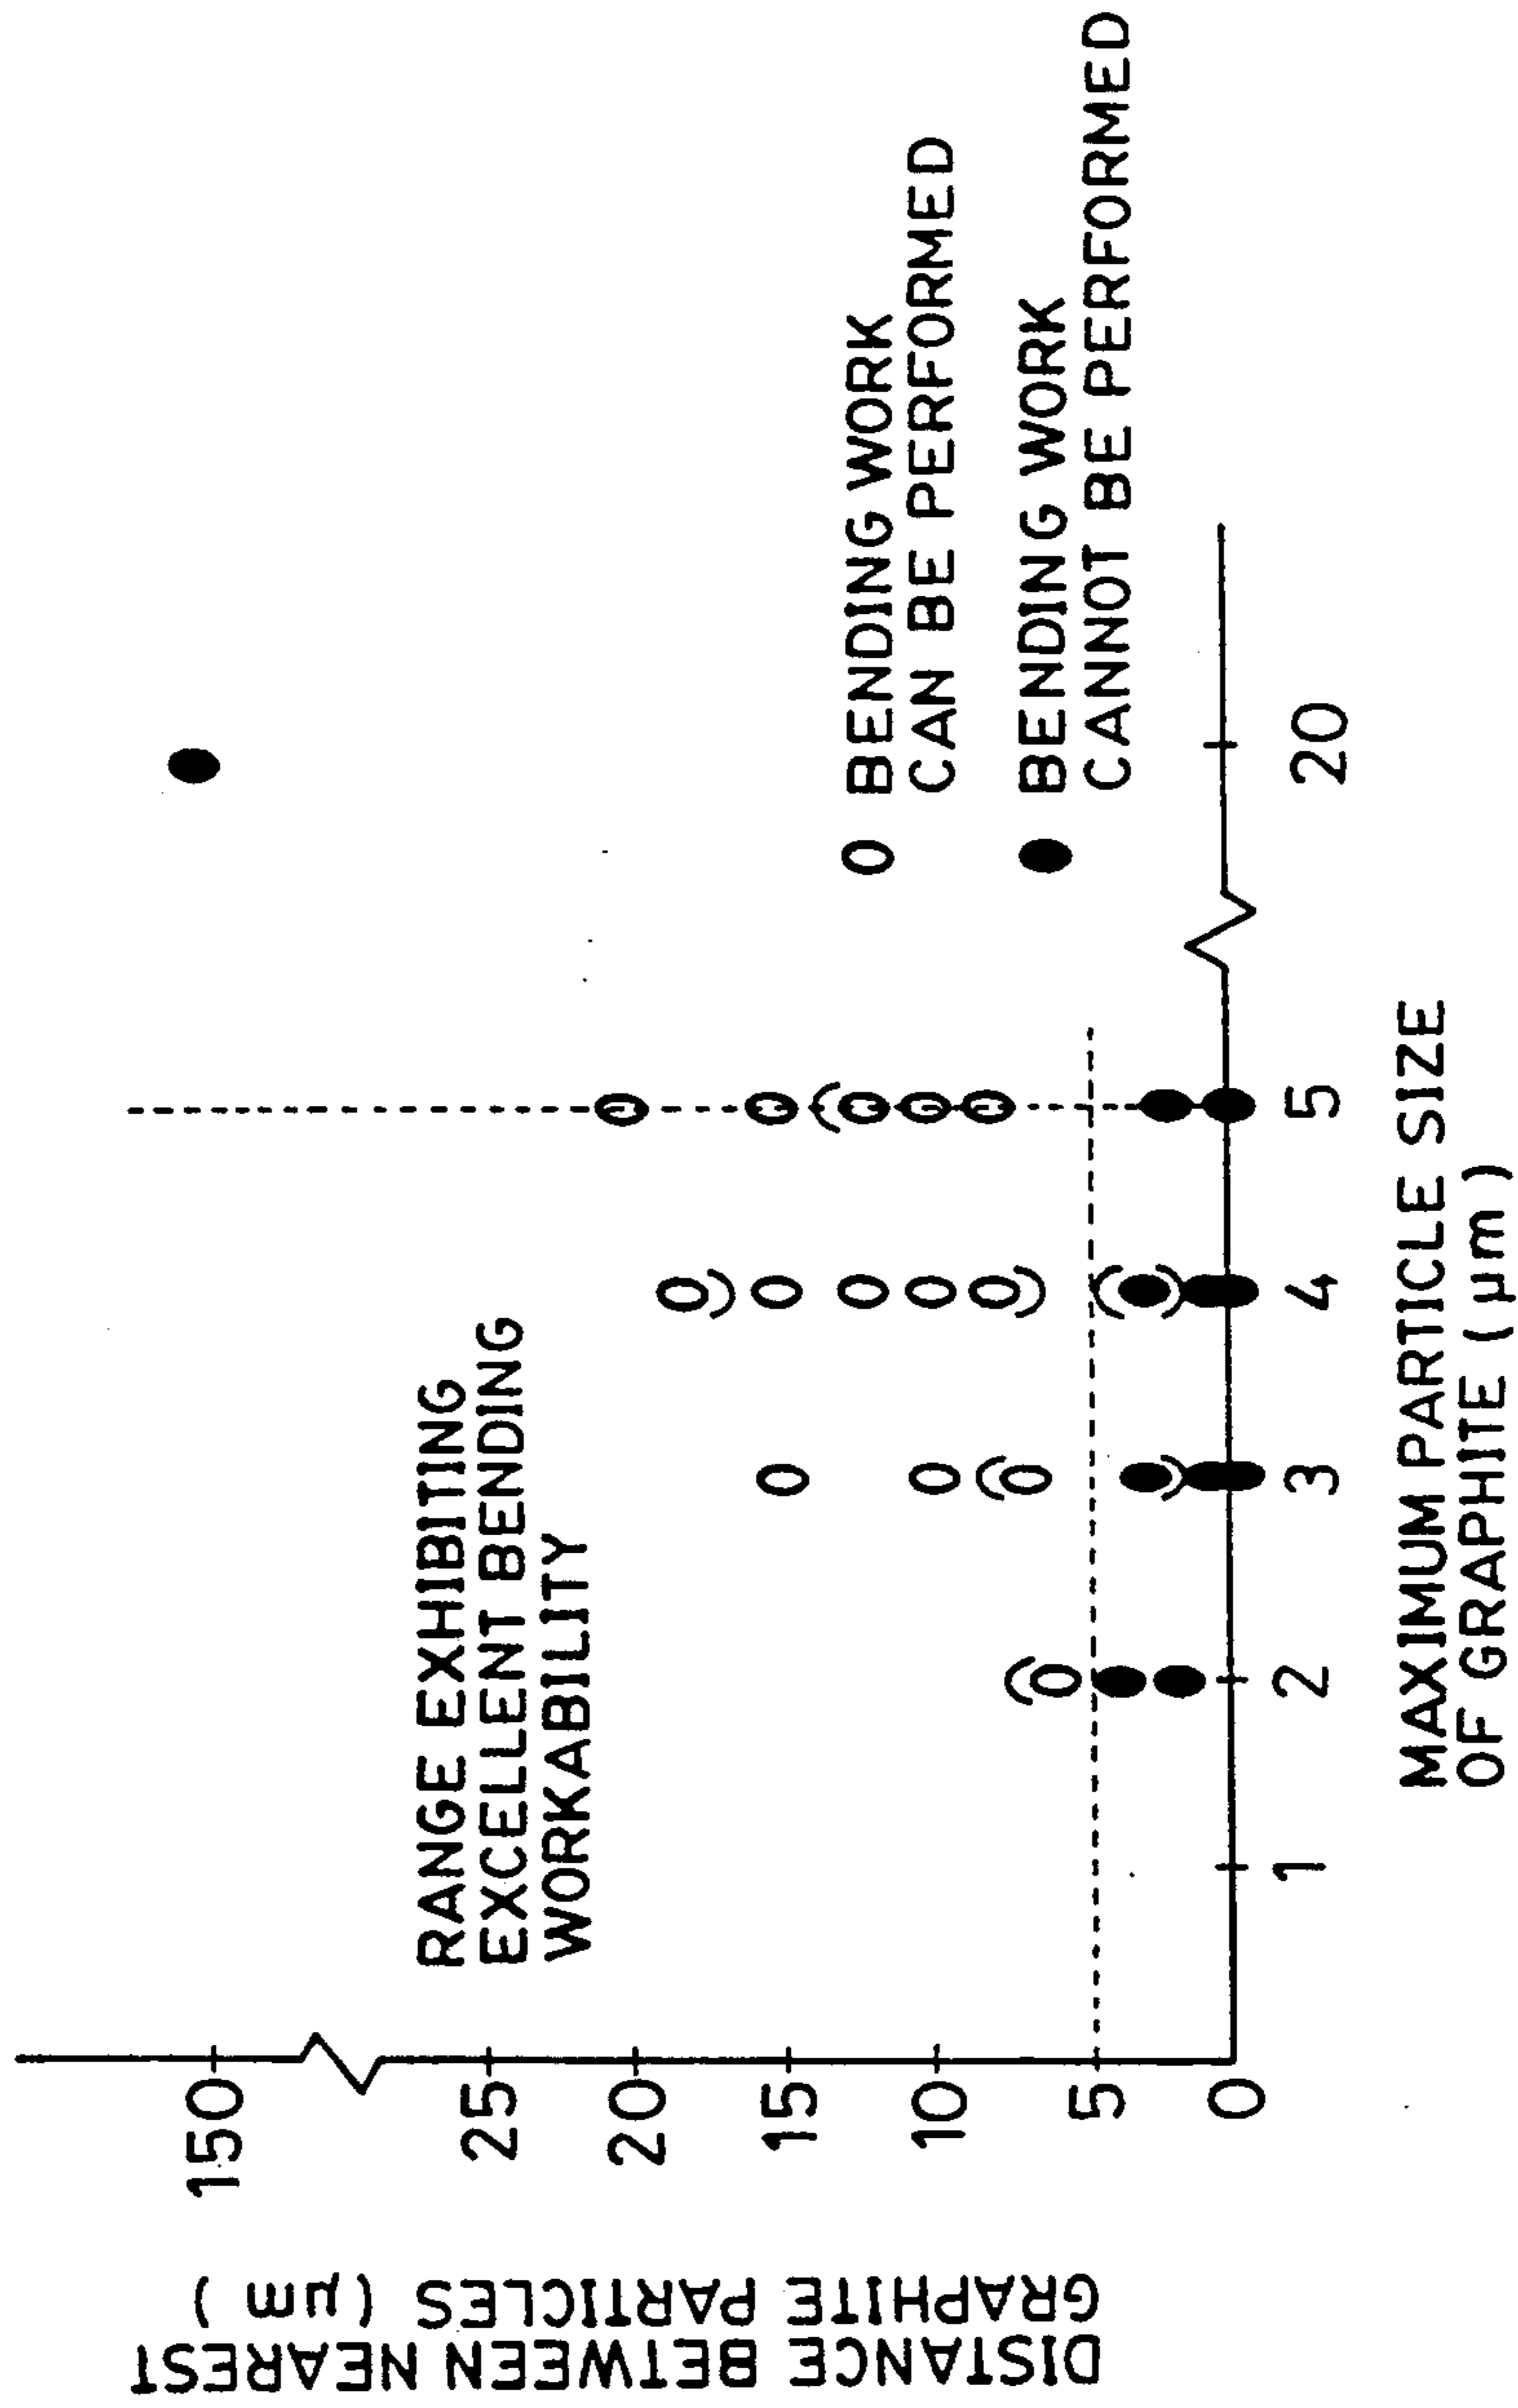 DISTANCE BETWEEN NEAREST
GRAPHITE PARTICLES (μm)
150
25
20
15
10
5
0
RANGE EXHIBITING
EXCELLENT BENDING
WORKABILITY
0 BENDING WORK
CAN BE PERFORMED
BENDING WORK
CANNOT BE PERFORMED
1 2 3 4 5 20
MAXIMUM PARTICLE SIZE
OF GRAPHITE (μm)